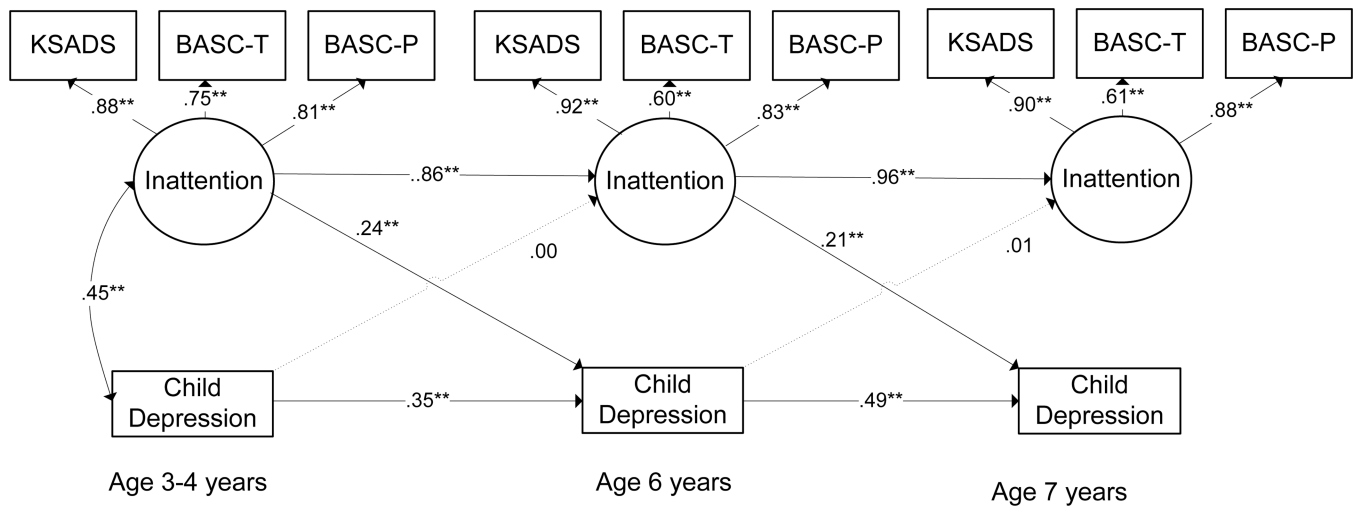 KSADS BASC-T BASC-P KSADS BASC-T BASC-P KSADS BASC-T BASC-P
.88** .75** .81** .92** .60** .83** .90** .61** .88**
Inattention ..86** Inattention .96** Inattention
.24** .21**
.00 .01
.45**
Child
Depression
.35**
Child
Depression
.49**
Child
Depression
Age 3-4 years Age 6 years Age 7 years